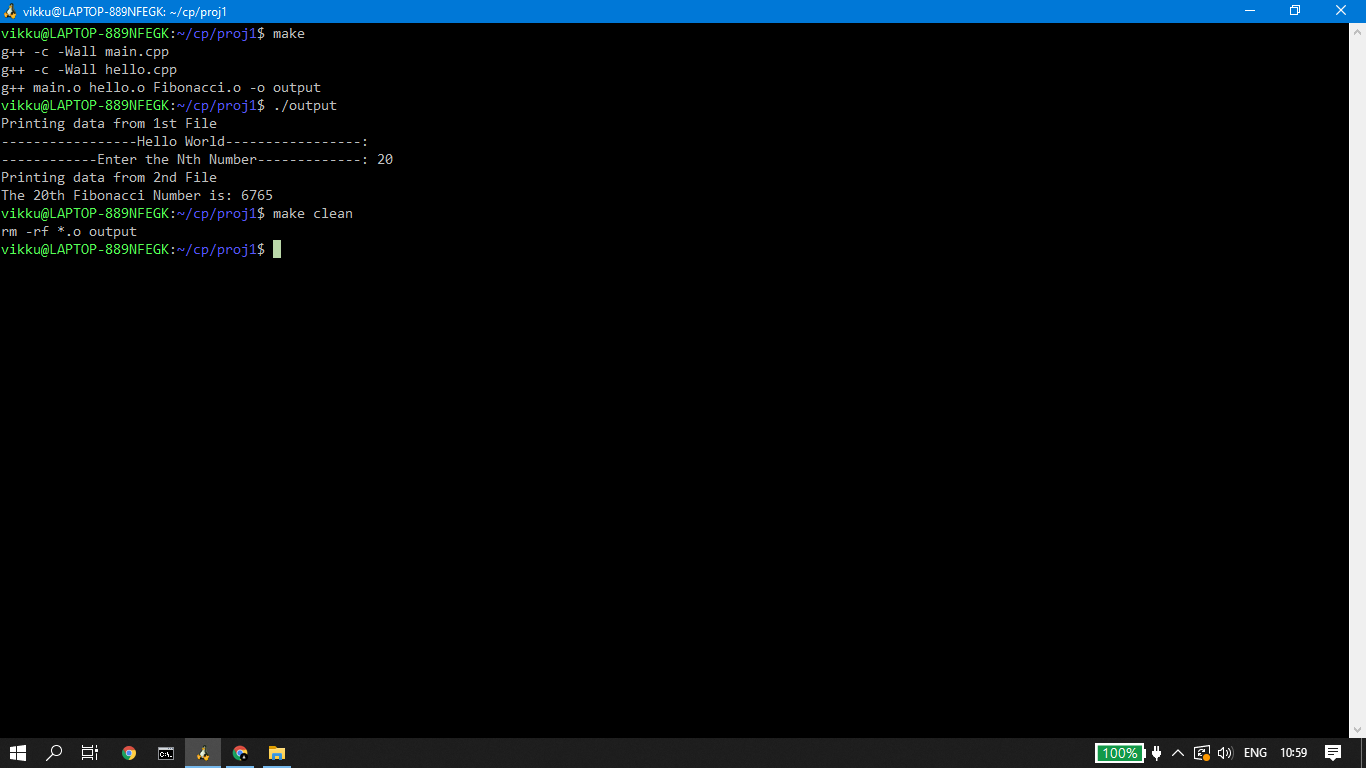 vikku@LAPTOP-889NFEGK: ~/cp/proj1
vikku@LAPTOP-889NFEGK:~/cp/proj1$ make
g++ -c -Wall main.cpp
g++ -c -Wall hello.cpp
g++ main.o hello.o Fibonacci.o -o output
vikku@LAPTOP-889NFEGK:~/cp/proj1$ ./output
Printing data from 1st File
-----------------Hello World-----------------:
------------Enter the Nth Number-------------: 20
Printing data from 2nd File
The 20th Fibonacci Number is: 6765
vikku@LAPTOP-889NFEGK:~/cp/proj1$ make clean
rm -rf *.o output
vikku@LAPTOP-889NFEGK:~/cp/proj1$
100% ENG 10:59